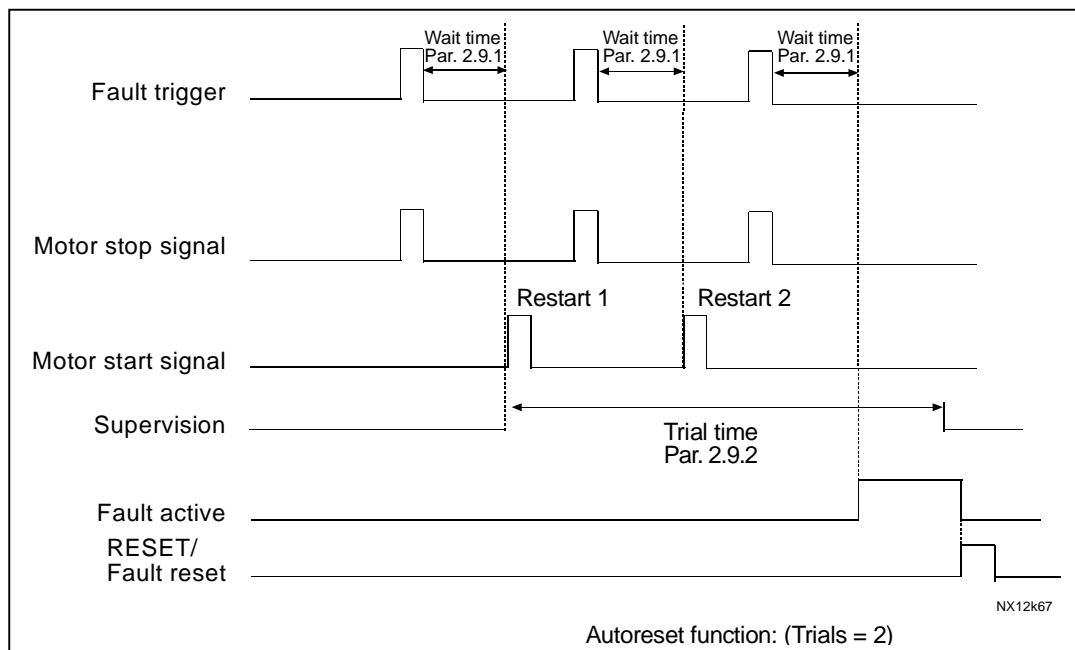 Wait time
Par. 2.9.1
Wait time
Par. 2.9.1
Wait time
Par. 2.9.1
Fault trigger
Motor stop signal
Restart 1
Restart 2
Motor start signal
Supervision
Trial time
Par. 2.9.2
Fault active
RESET/
Fault reset
NX12k67
Autoreset function: (Trials = 2)